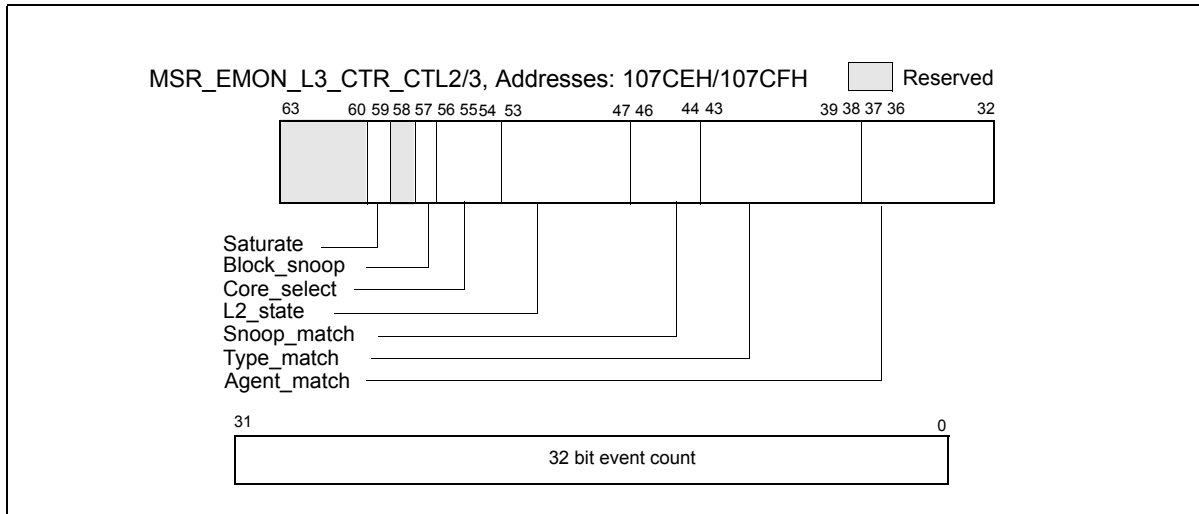 MSR_EMON_L3_CTR_CTL2/3, Addresses: 107CEH/107CFH Reserved
63 60 59 58 57 56 55 54 53 47 46 44 43 39 38 37 36 32
Saturate
Block_snoop
Core_select
L2_state
Snoop_match
Type_match
Agent_match
31 0
32 bit event count